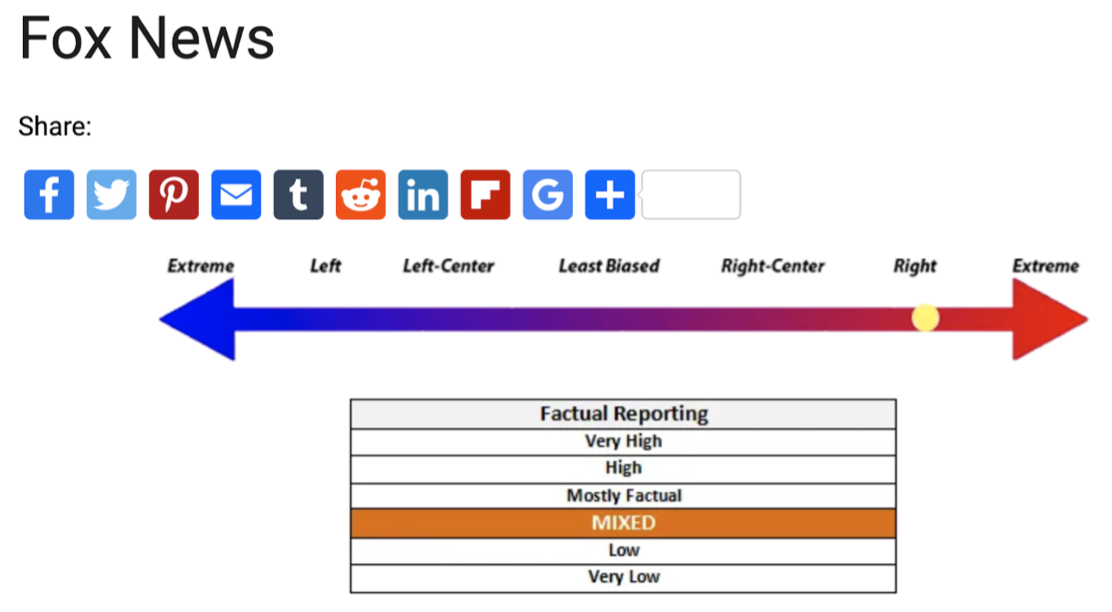 Fox News
Share:
f t in G +
Extreme Left Left-Center Least Biased Right-Center Right Extreme
Factual Reporting
Very High
High
Mostly Factual
MIXED
Low
Very Low